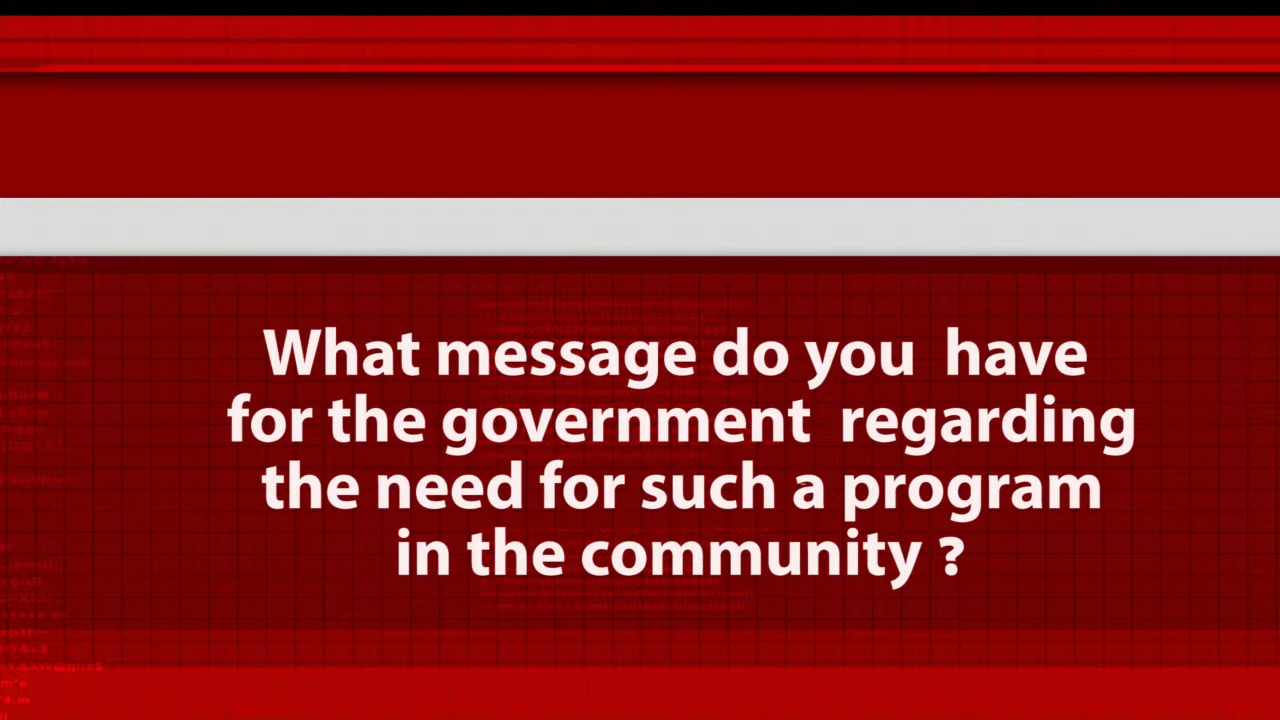 What message do you  have
for the government  regarding
the need for such a program
in the community ?